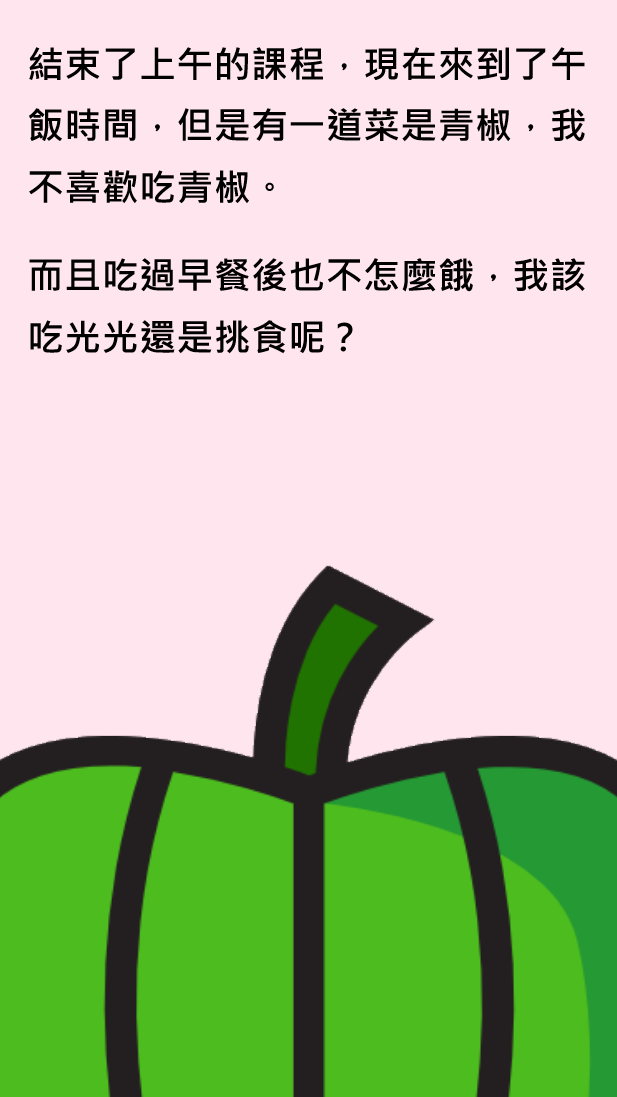 結束了上午的課程，現在來到了午
飯時間，但是有一道菜是青椒，我
不喜歡吃青椒。
而且吃過早餐後也不怎麼餓，我該
吃光光還是挑食呢？